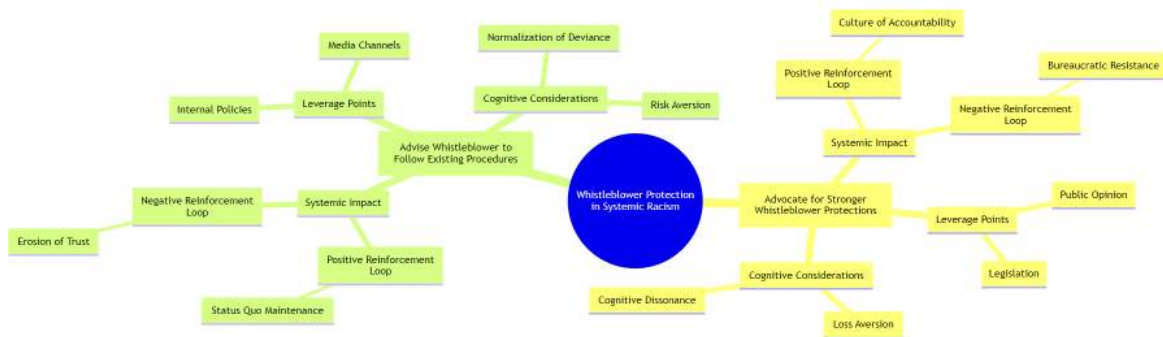 Whistleblower Protection
in Systemic Racism
Advise Whistleblower to
Follow Existing Procedures
Leverage Points
Media Channels
Internal Policies
Cognitive Considerations
Normalization of Deviance
Risk Aversion
Systemic Impact
Negative Reinforcement
Loop
Erosion of Trust
Positive Reinforcement
Loop
Status Quo Maintenance
Advocate for Stronger
Whistleblower Protections
Systemic Impact
Positive Reinforcement
Loop
Culture of Accountability
Negative Reinforcement
Loop
Bureaucratic Resistance
Leverage Points
Public Opinion
Legislation
Cognitive Considerations
Cognitive Dissonance
Loss Aversion